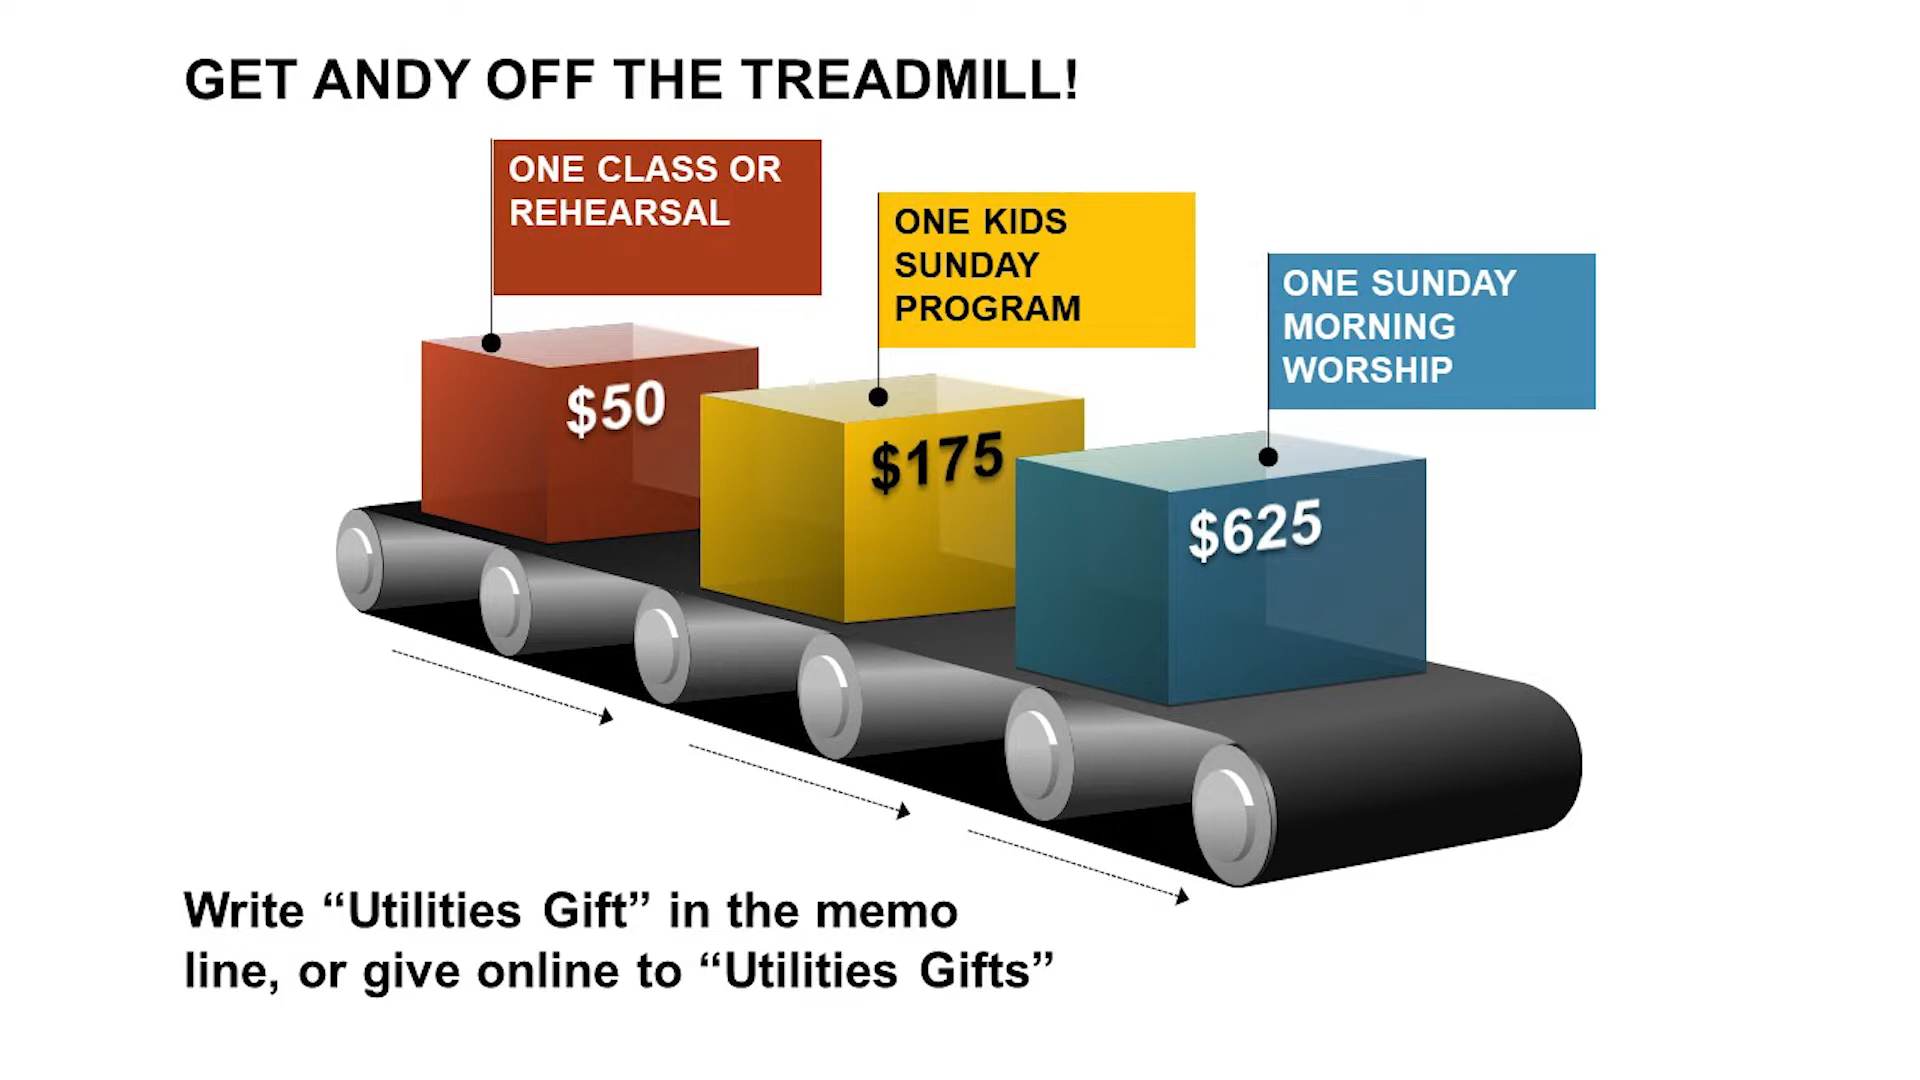 GET ANDY OFF THE TREADMILL!
ONE CLASS OR
REHEARSAL
ONE KIDS
SUNDAY
PROGRAM
ONE SUNDAY
MORNING
WORSHIP
$50
$175
$625
Write “Utilities Gift” in the memo
line, or give online to “Utilities Gifts”